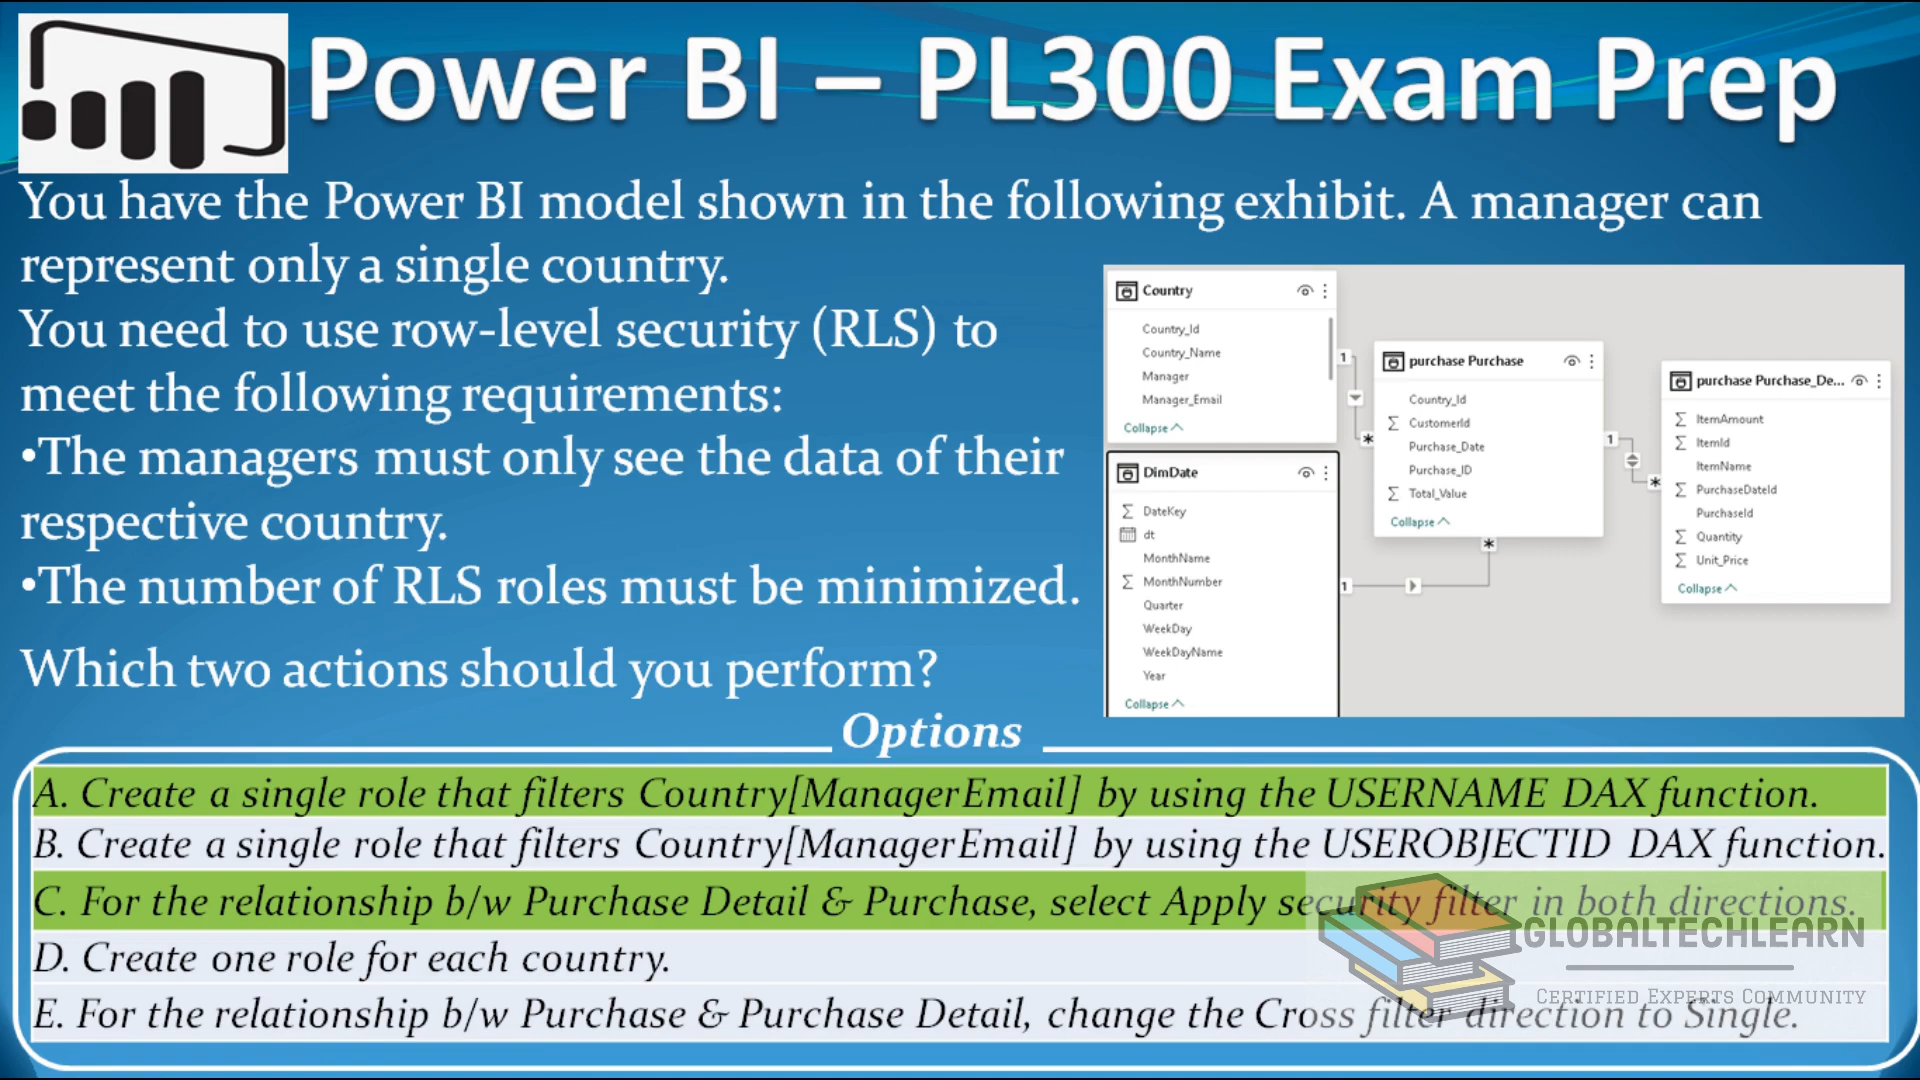 Power BI – PL300 Exam Prep
You have the Power BI model shown in the following exhibit. A manager can
represent only a single country.
You need to use row-level security (RLS) to
meet the following requirements:
•The managers must only see the data of their
respective country.
•The number of RLS roles must be minimized.
Which two actions should you perform?
Country
Country_Id
Country_Name
Manager
Manager_Email
Collapse
1
*
DimDate
DateKey
dt
MonthName
MonthNumber
Quarter
WeekDay
WeekDayName
Year
Collapse
1
*
purchase Purchase
Country_Id
CustomerId
Purchase_Date
Purchase_ID
Total_Value
Collapse
1
*
purchase Purchase_De...
ItemAmount
ItemId
ItemName
PurchaseDateId
PurchaseId
Quantity
Unit_Price
Collapse
Options
A. Create a single role that filters Country[ManagerEmail] by using the USERNAME DAX function.
B. Create a single role that filters Country[ManagerEmail] by using the USEROBJECTID DAX function.
C. For the relationship b/w Purchase Detail & Purchase, select Apply security filter in both directions.
D. Create one role for each country.
E. For the relationship b/w Purchase & Purchase Detail, change the Cross filter direction to Single.
GLOBALTECHLEARN
CERTIFIED EXPERTS COMMUNITY